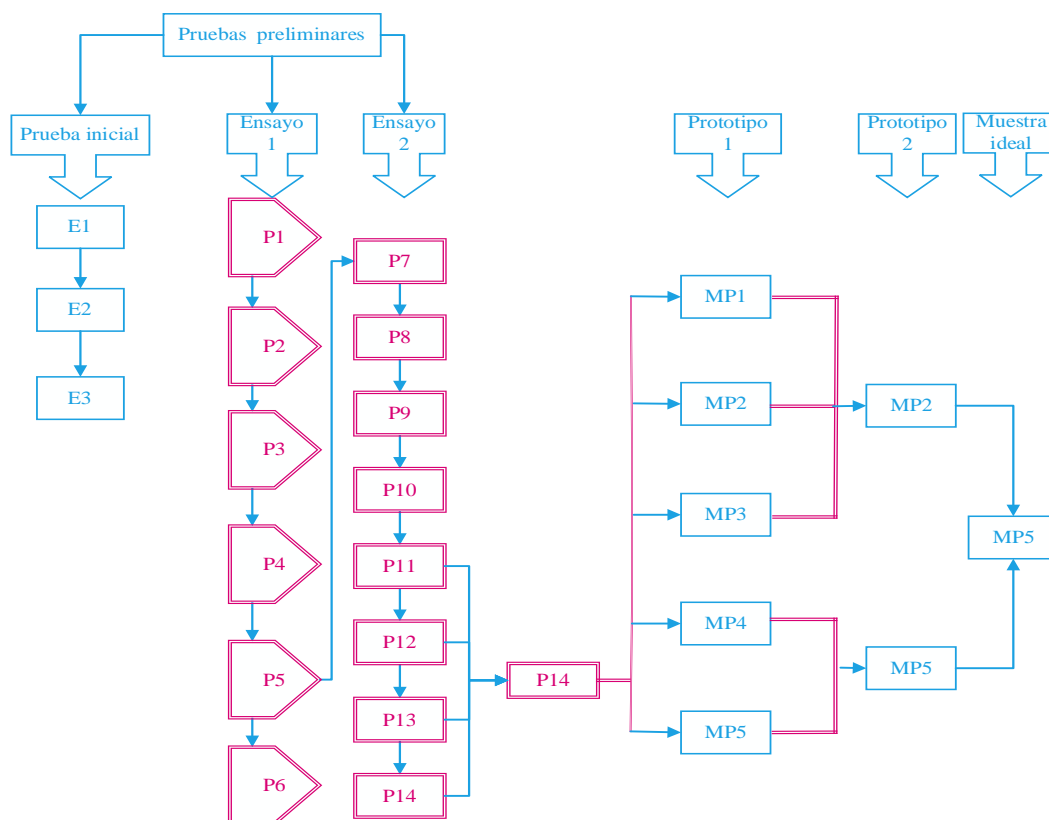 Pruebas preliminares
Prueba inicial
Ensayo
1
Ensayo
2
Prototipo
1
Prototipo
2
Muestra
ideal
E1
E2
E3
P1
P2
P3
P4
P5
P6
P7
P8
P9
P10
P11
P12
P13
P14
P14
MP1
MP2
MP3
MP4
MP5
MP2
MP5
MP5